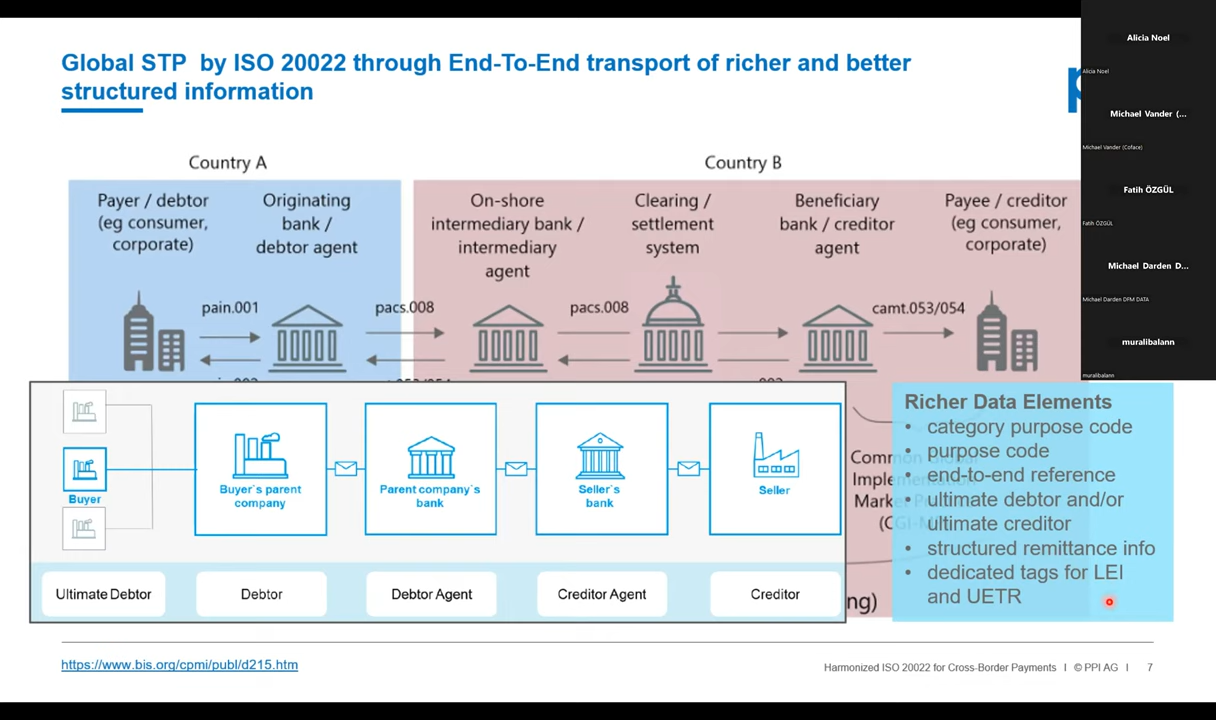 Global STP by ISO 20022 through End-To-End transport of richer and better
structured information
Country A
Country B
Payer / debtor
(eg consumer,
corporate)
Originating
bank /
debtor agent
On-shore
intermediary bank /
intermediary
agent
Clearing /
settlement
system
Beneficiary
bank / creditor
agent
Payee / creditor
(eg consumer,
corporate)
pain.001
pacs.008
pacs.008
camt.053/054
Buyer
Buyer`s parent
company
Parent company`s
bank
Seller`s
bank
Seller
Ultimate Debtor
Debtor
Debtor Agent
Creditor Agent
Creditor
ng)
Richer Data Elements
• category purpose code
• purpose code
• end-to-end reference
• ultimate debtor and/or
ultimate creditor
• structured remittance info
• dedicated tags for LEI
and UETR
https://www.bis.org/cpmi/publ/d215.htm
Harmonized ISO 20022 for Cross-Border Payments I © PPI AG I 7
Alicia Noel
Alicia Noel
Michael Vander (...
Michael Vander (Coface)
Fatih ÖZGÜL
Fatih ÖZGÜL
Michael Darden D...
Michael Darden DFM DATA
muralibalann
muralibalann